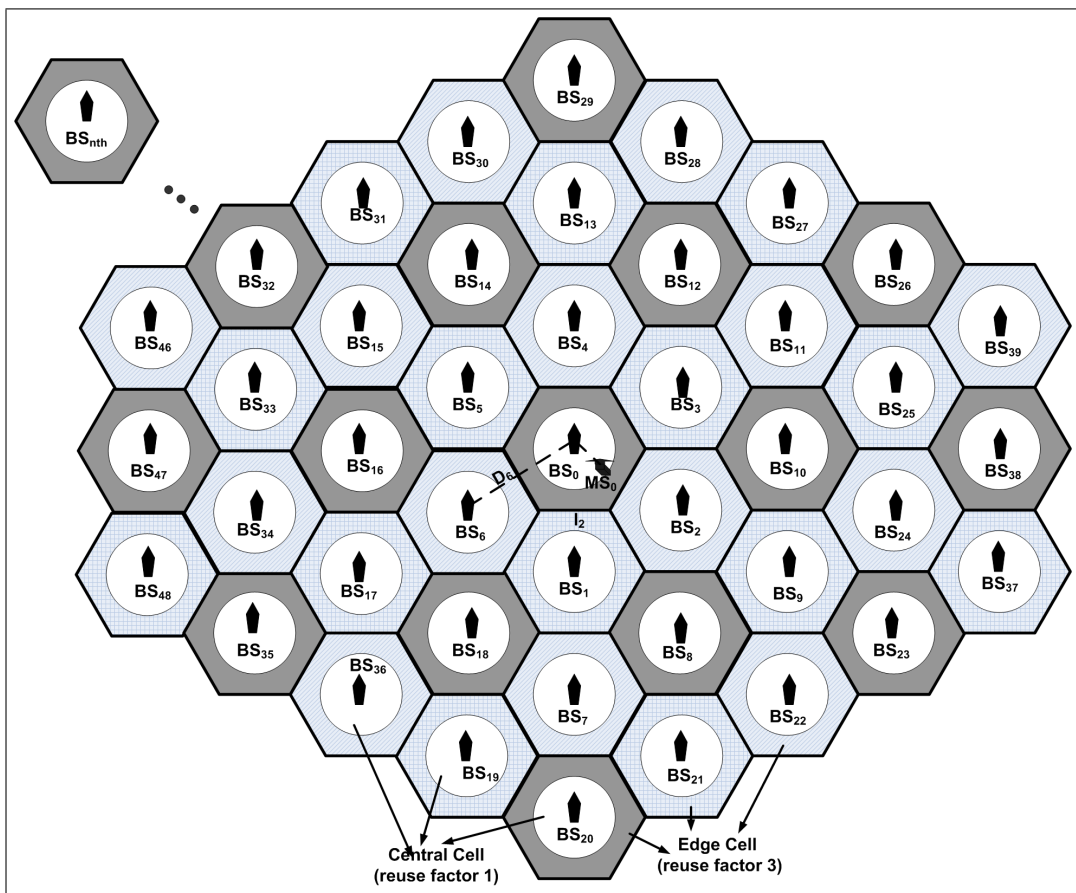 BS29
BSnth
BS30
BS28
BS31
BS13
BS27
BS32
BS14
BS12
BS26
BS46
BS15
BS4
BS11
BS39
BS33
BS5
BS3
BS25
BS47
BS16
D6
BS0
MS0
BS10
BS38
BS34
BS6
I2
BS2
BS24
BS48
BS17
BS1
BS9
BS37
BS35
BS36
BS18
BS8
BS23
BS7
BS22
BS19
BS21
BS20
Central Cell
(reuse factor 1)
Edge Cell
(reuse factor 3)